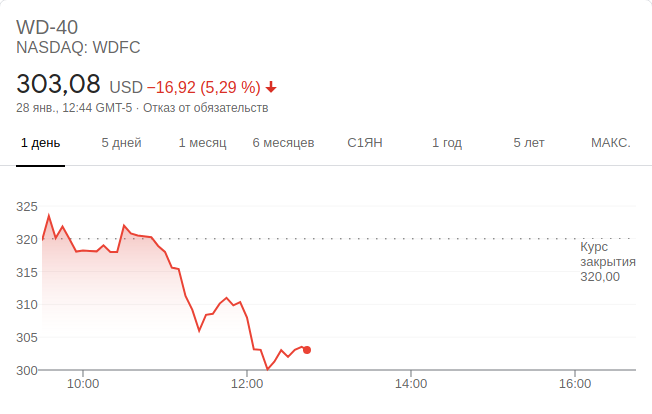 WD-40
NASDAQ: WDFC
303,08 USD −16,92 (5,29 %)
28 янв., 12:44 GMT-5 · Отказ от обязательств
1 день 5 дней 1 месяц 6 месяцев С1ЯН 1 год 5 лет МАКС.
325
320
Курс
закрытия
320,00
315
310
305
300
10:00 12:00 14:00 16:00